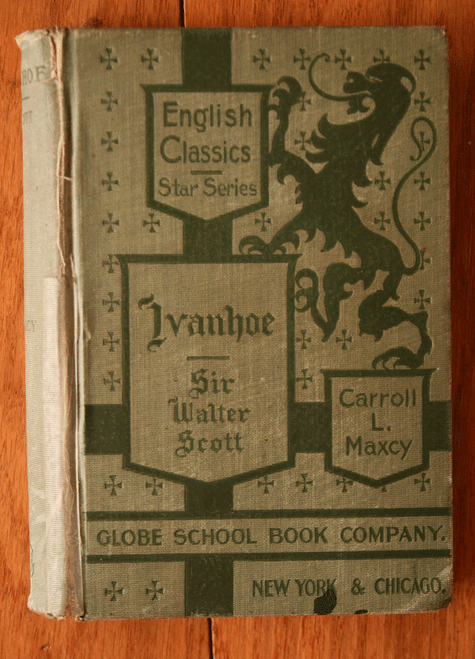 English
Classics
Star Series
Ivanhoe
Sir
Walter
Scott
Carroll
L.
Maxcy
GLOBE SCHOOL BOOK COMPANY.
NEW YORK & CHICAGO.